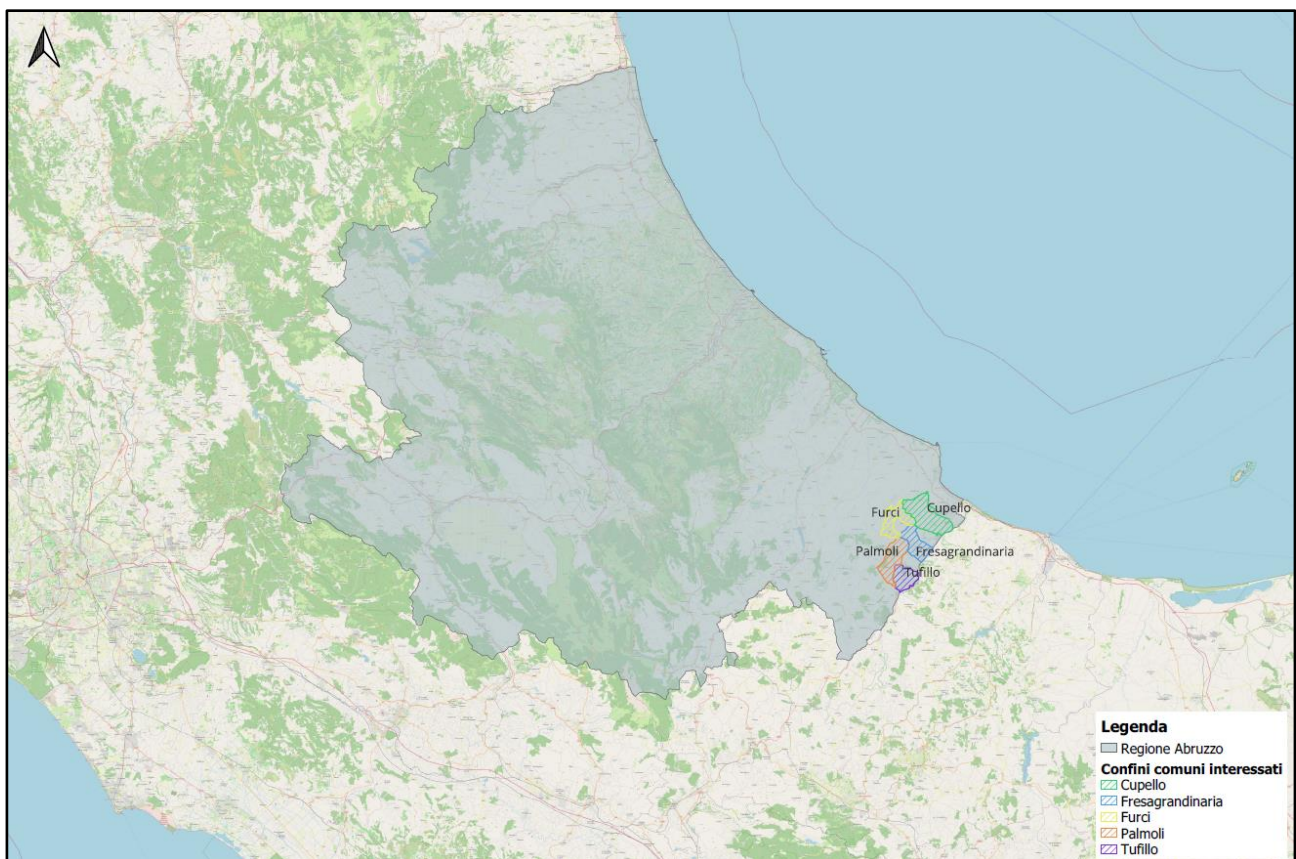 Furci
Cupello
Palmoli
Fresagrandinaria
Tufillo
Legenda
Regione Abruzzo
Confini comuni interessati
Cupello
Fresagrandinaria
Furci
Palmoli
Tufillo